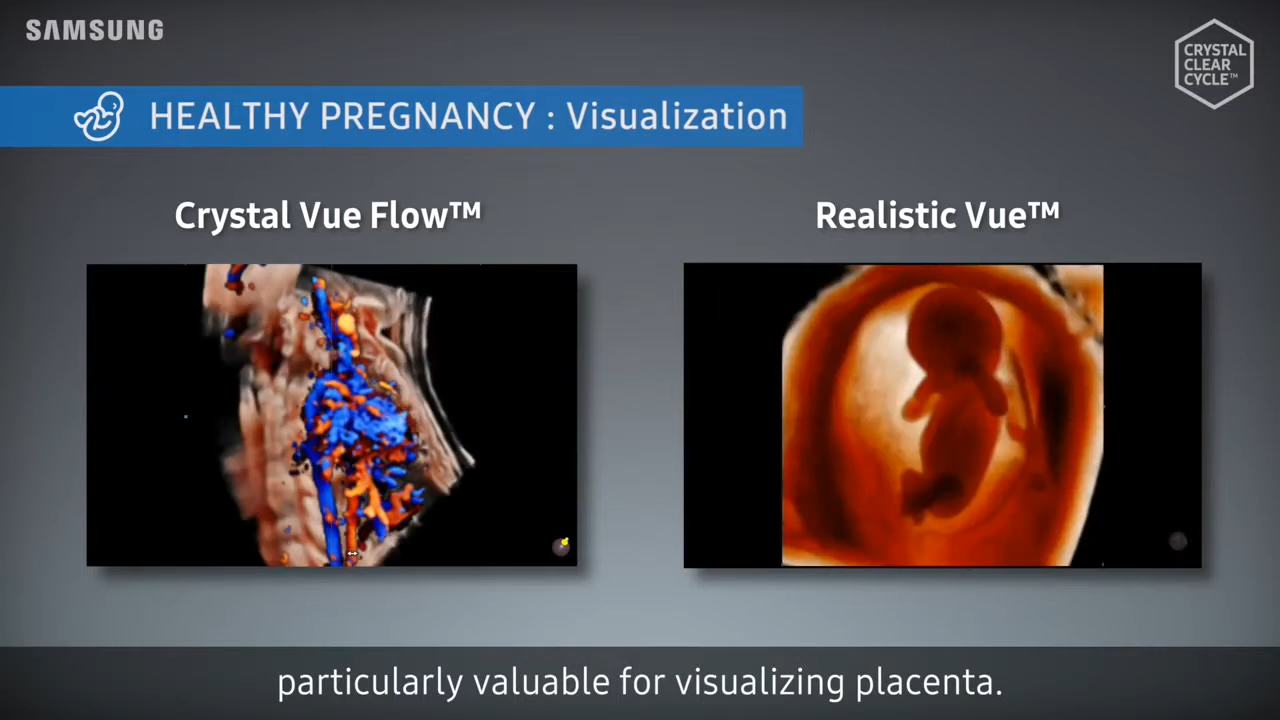 SAMSUNG
CRYSTAL
CLEAR
CYCLE™
HEALTHY PREGNANCY : Visualization
Crystal Vue Flow™
Realistic Vue™
particularly valuable for visualizing placenta.